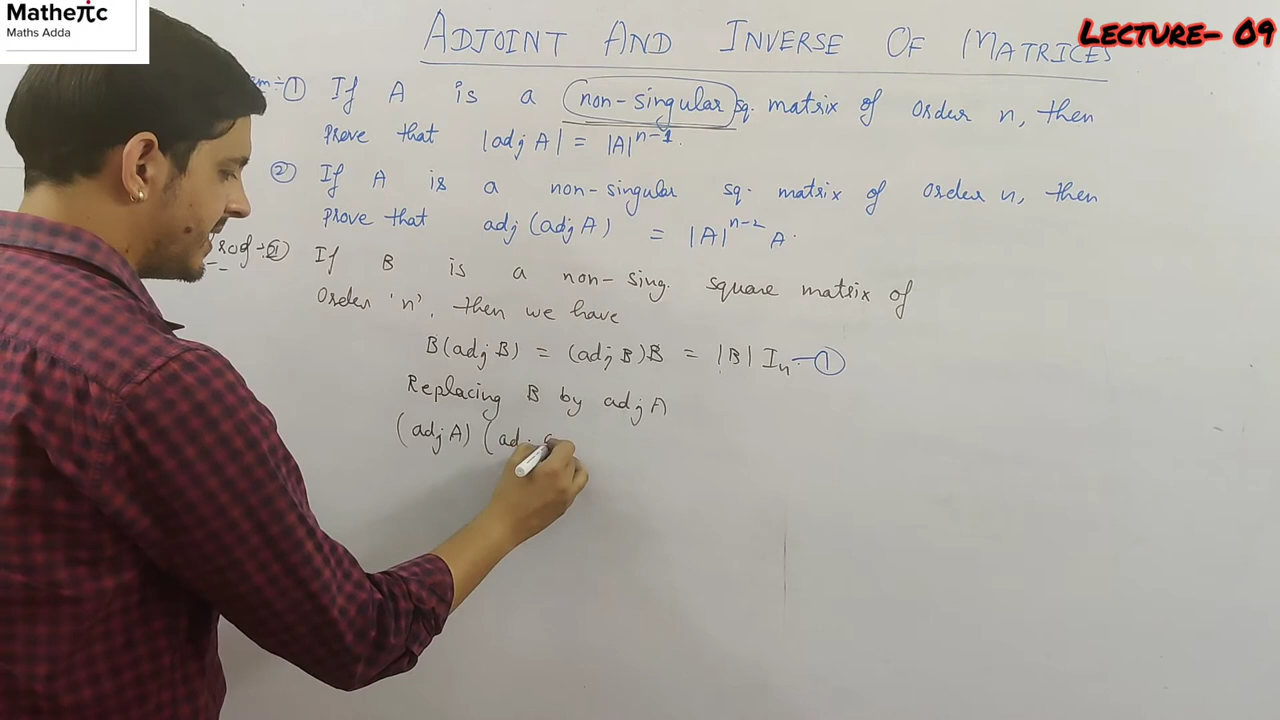 Matheπc
Maths Adda
LECTURE- 09
ADJOINT AND INVERSE OF MATRICES
① If A is a non-singular sq. matrix of order n, then
prove that |adj A| = |A|ⁿ⁻¹.
② If A is a non-singular sq. matrix of order n, then
prove that adj (adj A) = |A|ⁿ⁻² A.
If B is a non-sing. square matrix of
Order 'n', then we have
B(adj B) = (adj B)B = |B| Iₙ. —①
Replacing B by adj A
(adj A) (adj